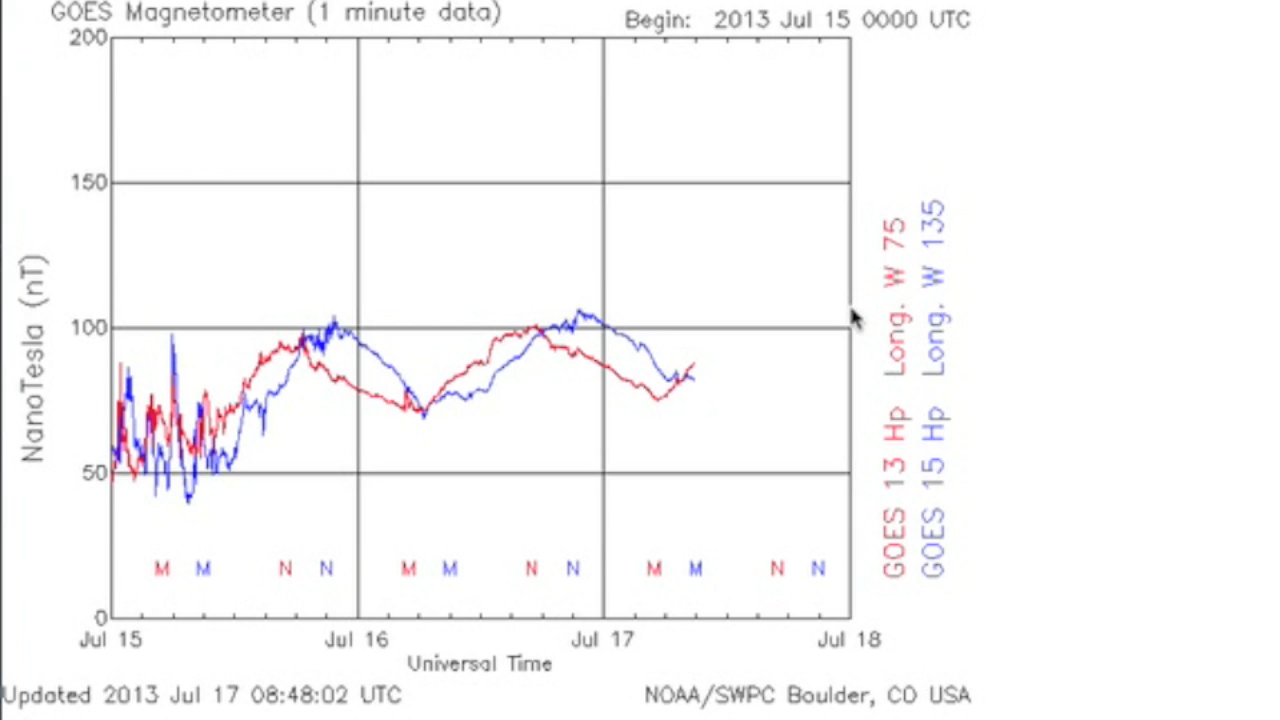 GOES Magnetometer (1 minute data)
Begin: 2013 Jul 15 0000 UTC
200
150
100
50
0
NanoTesla (nT)
M M N N M M N N M M N N
Jul 15 Jul 16 Jul 17 Jul 18
Universal Time
Updated 2013 Jul 17 08:48:02 UTC
NOAA/SWPC Boulder, CO USA
GOES 13 Hp Long. W 75
GOES 15 Hp Long. W 135